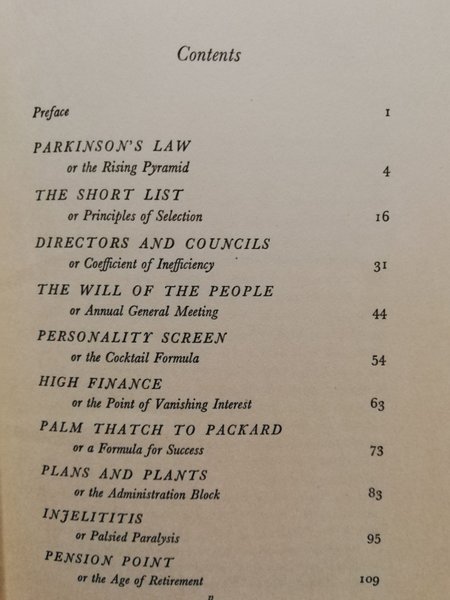 Contents
Preface 1
PARKINSON'S LAW
or the Rising Pyramid 4
THE SHORT LIST
or Principles of Selection 16
DIRECTORS AND COUNCILS
or Coefficient of Inefficiency 31
THE WILL OF THE PEOPLE
or Annual General Meeting 44
PERSONALITY SCREEN
or the Cocktail Formula 54
HIGH FINANCE
or the Point of Vanishing Interest 63
PALM THATCH TO PACKARD
or a Formula for Success 73
PLANS AND PLANTS
or the Administration Block 83
INJELITITIS
or Palsied Paralysis 95
PENSION POINT
or the Age of Retirement 109